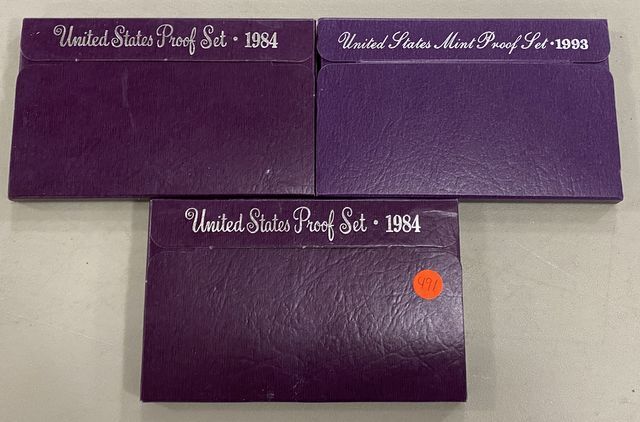 United States Proof Set · 1984
United States Mint Proof Set · 1993
United States Proof Set · 1984
491